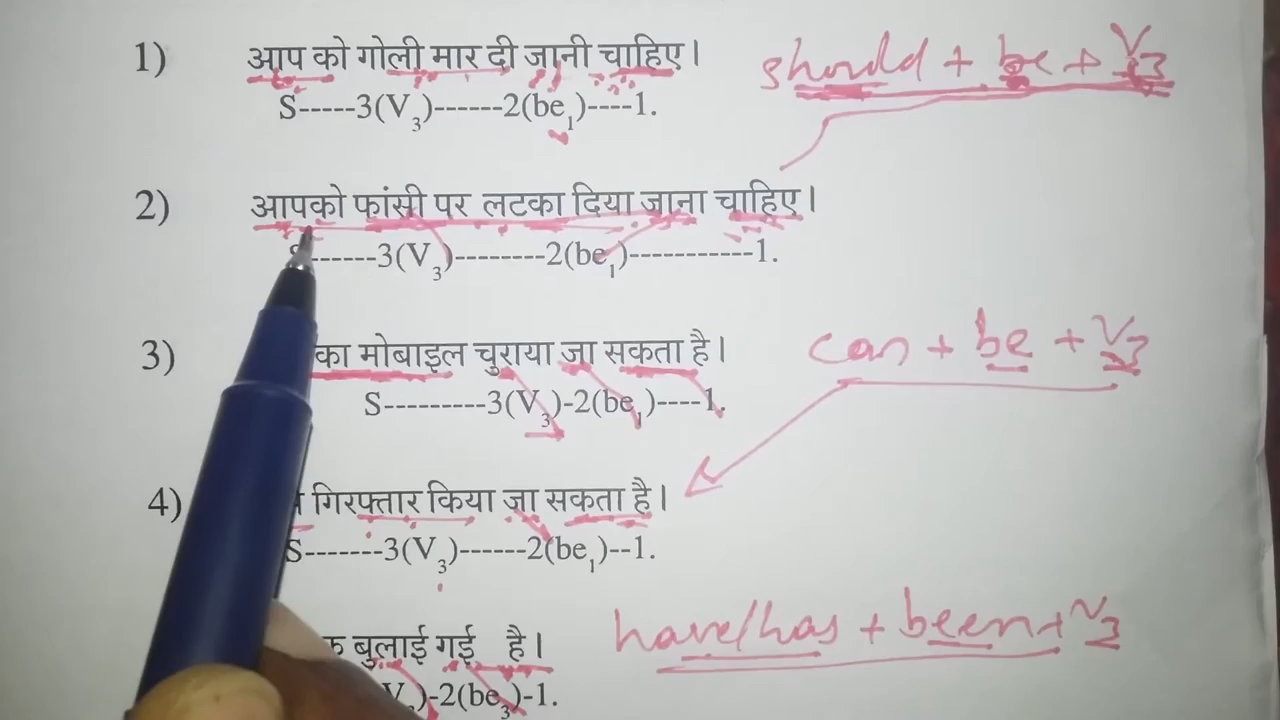 1) आप को गोली मार दी जानी चाहिए।
should + be + V3
S-----3(V₃)------2(be₁)----1.
2) आपको फांसी पर लटका दिया जाना चाहिए।
------3(V₃)--------2(be₁)-----------1.
3) का मोबाइल चुराया जा सकता है।
can + be + V3
S---------3(V₃)-2(be₁)----1.
4) गिरफ्तार किया जा सकता है।
S-------3(V₃)------2(be₁)--1.
बुलाई गई है।
have/has + been + V3
-2(be₃)-1.